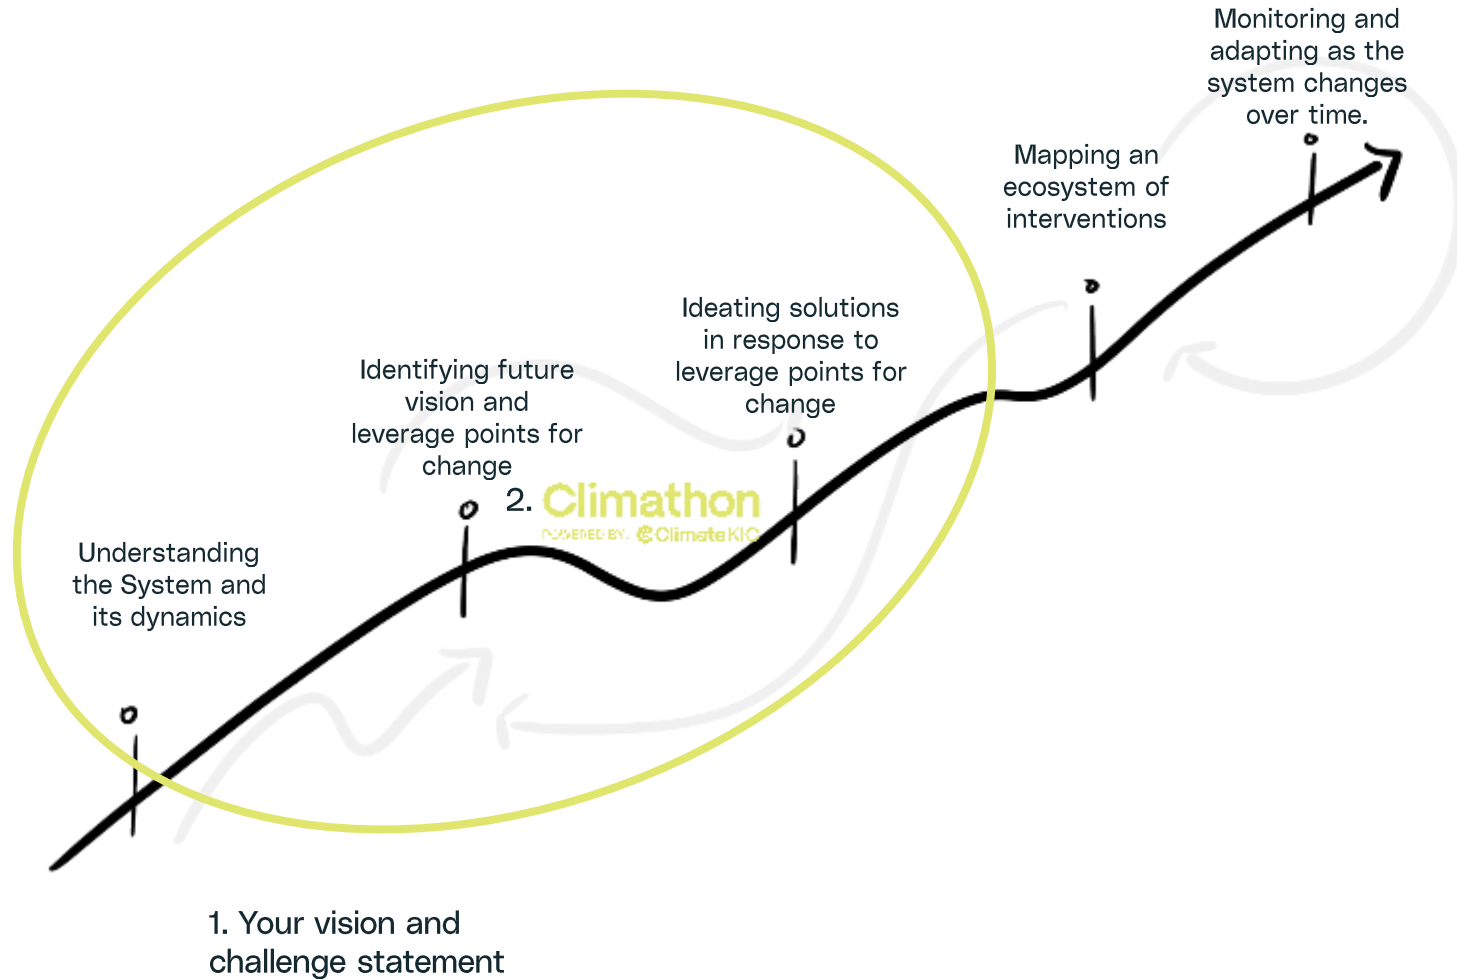 Monitoring and
adapting as the
system changes
over time.
Mapping an
ecosystem of
interventions
Ideating solutions
in response to
leverage points for
change
Identifying future
vision and
leverage points for
change
2. Climathon
POWERED BY: Climate KIC
Understanding
the System and
its dynamics
1. Your vision and
challenge statement